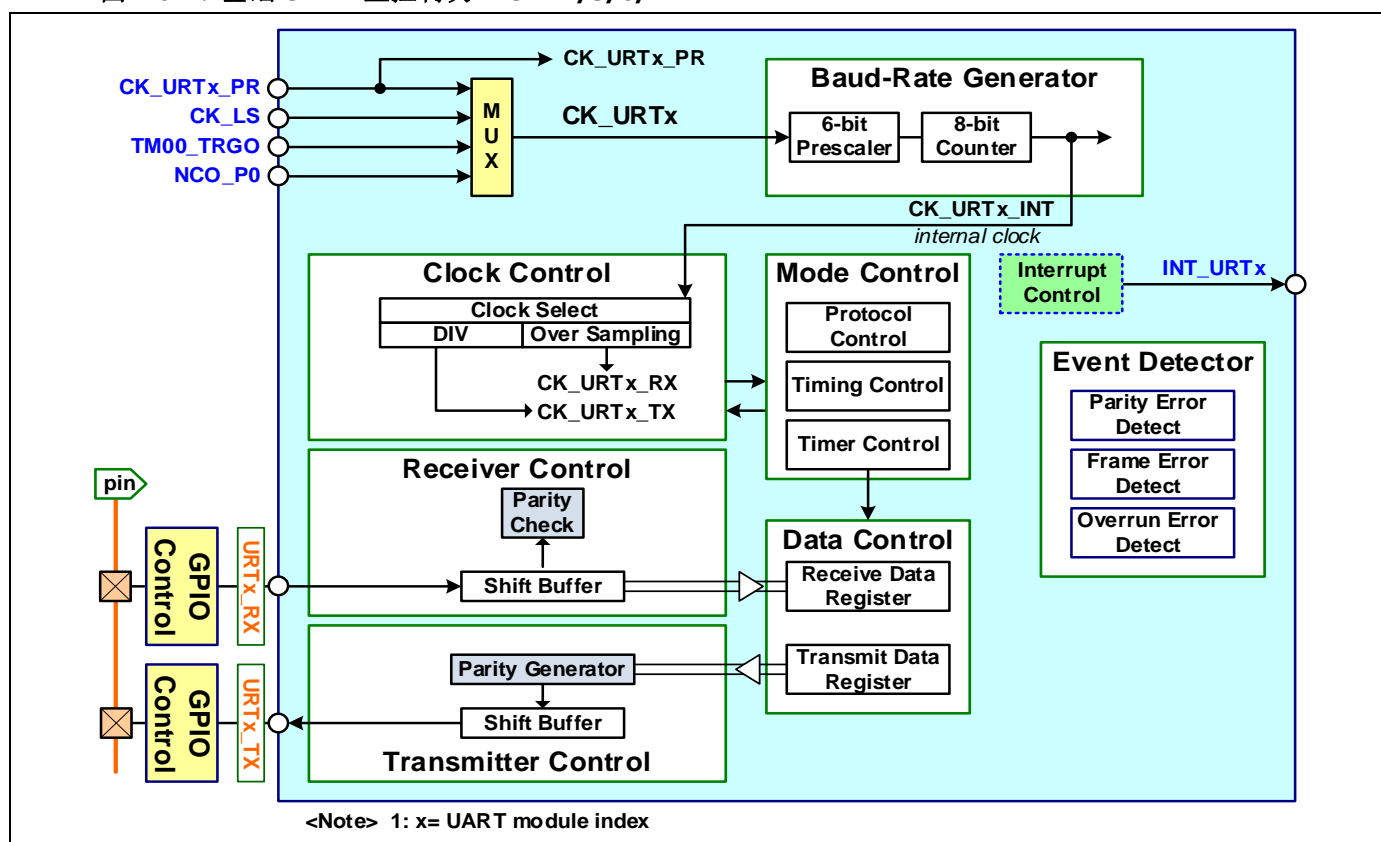 CK_URTx_PR
CK_URTx_PR
CK_LS
TM00_TRGO
NCO_P0
M
U
X
CK_URTx
Baud-Rate Generator
6-bit
Prescaler
8-bit
Counter
CK_URTx_INT
internal clock
Clock Control
Clock Select
DIV
Over Sampling
CK_URTx_RX
CK_URTx_TX
Mode Control
Protocol
Control
Timing Control
Timer Control
Interrupt
Control
INT_URTx
Event Detector
Parity Error
Detect
Frame Error
Detect
Overrun Error
Detect
Receiver Control
Parity
Check
Shift Buffer
Data Control
Receive Data
Register
Transmit Data
Register
pin
GPIO
Control
URTx_RX
GPIO
Control
URTx_TX
Parity Generator
Shift Buffer
Transmitter Control
<Note> 1: x= UART module index